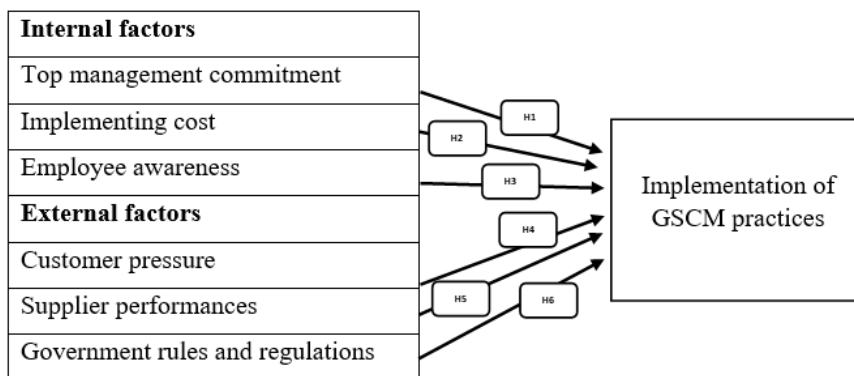 Internal factors
Top management commitment
Implementing cost
Employee awareness
External factors
Customer pressure
Supplier performances
Government rules and regulations
H1
H2
H3
H4
H5
H6
Implementation of
GSCM practices